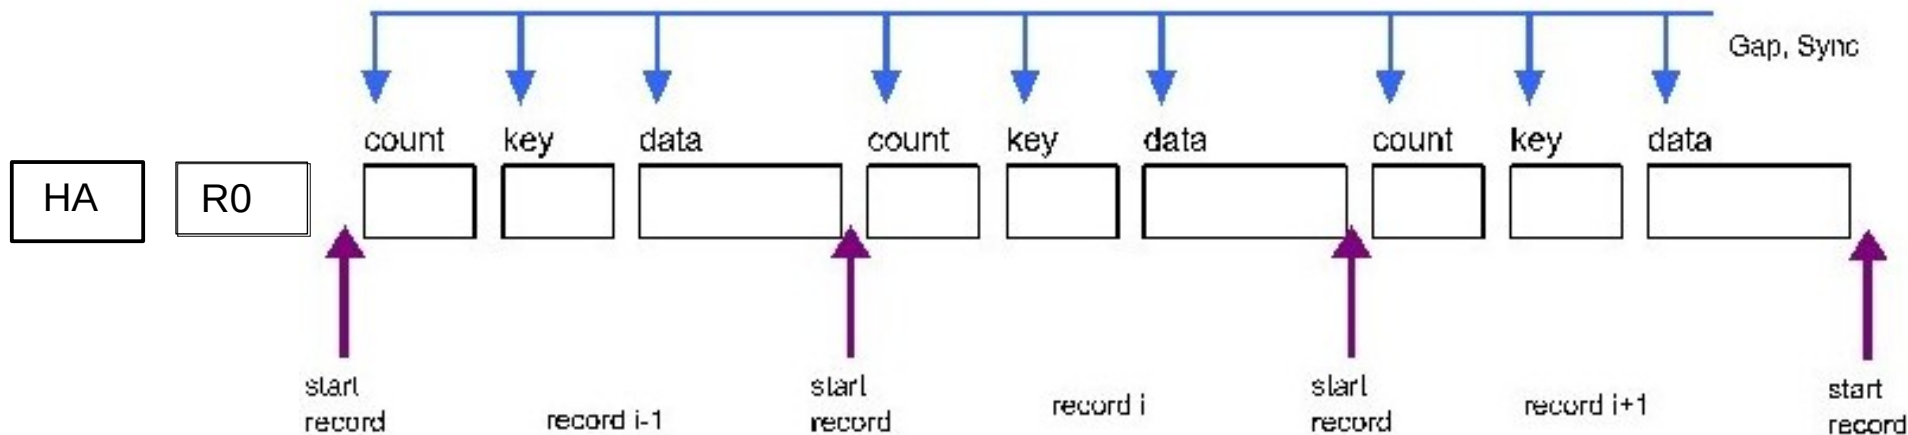 Gap, Sync
count key data count key data count key data
HA R0
start record
record i-1
start record
record i
start record
record i+1
start record